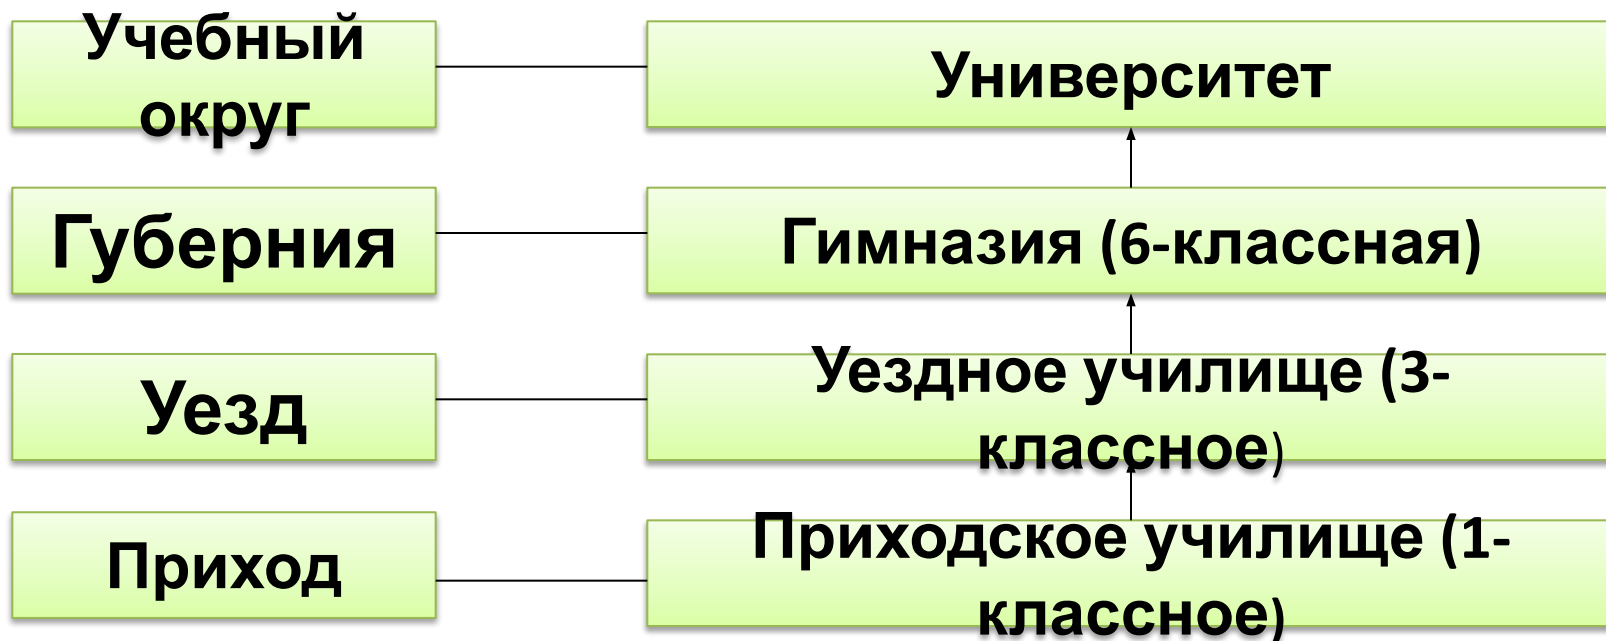 Учебный
округ
Университет
Губерния
Гимназия (6-классная)
Уезд
Уездное училище (3-
классное)
Приход
Приходское училище (1-
классное)